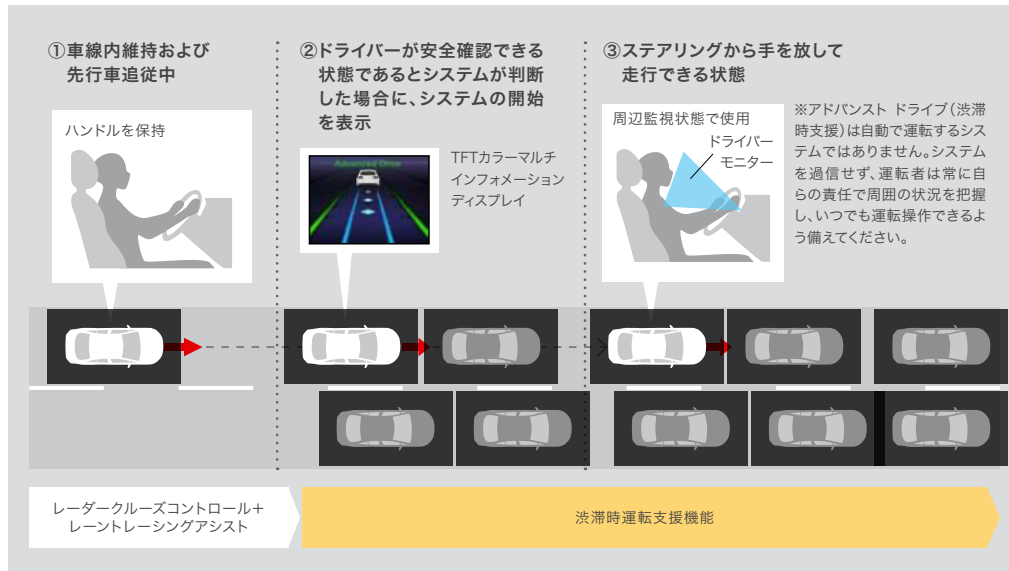 ①車線内維持および
先行車追従中
ハンドルを保持
②ドライバーが安全確認できる
状態であるとシステムが判断
した場合に、システムの開始
を表示
Advanced Drive
TFTカラーマルチ
インフォメーション
ディスプレイ
③ステアリングから手を放して
走行できる状態
周辺監視状態で使用
ドライバー
モニター
※アドバンスト ドライブ（渋滞
時支援）は自動で運転するシス
テムではありません。システム
を過信せず、運転者は常に自
らの責任で周囲の状況を把握
し、いつでも運転操作できるよ
う備えてください。
レーダークルーズコントロール＋
レーントレーシングアシスト
渋滞時運転支援機能